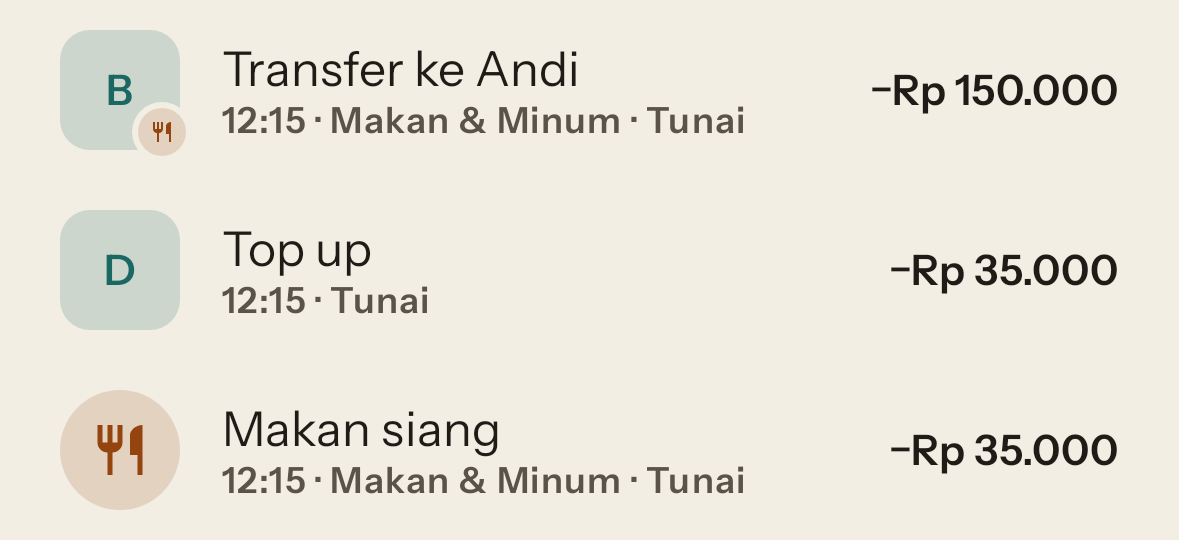 B
Transfer ke Andi
12:15 · Makan & Minum · Tunai
−Rp 150.000
D
Top up
12:15 · Tunai
−Rp 35.000
Makan siang
12:15 · Makan & Minum · Tunai
−Rp 35.000